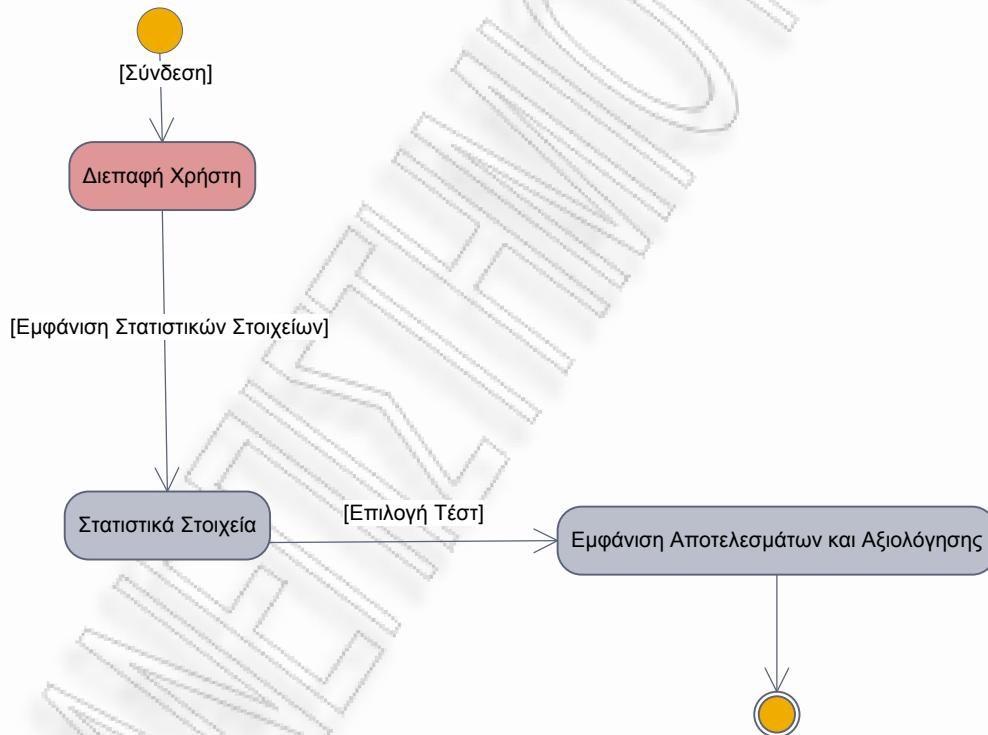 [Σύνδεση]
Διεπαφή Χρήστη
[Εμφάνιση Στατιστικών Στοιχείων]
Στατιστικά Στοιχεία
[Επιλογή Τέστ]
Εμφάνιση Αποτελεσμάτων και Αξιολόγησης